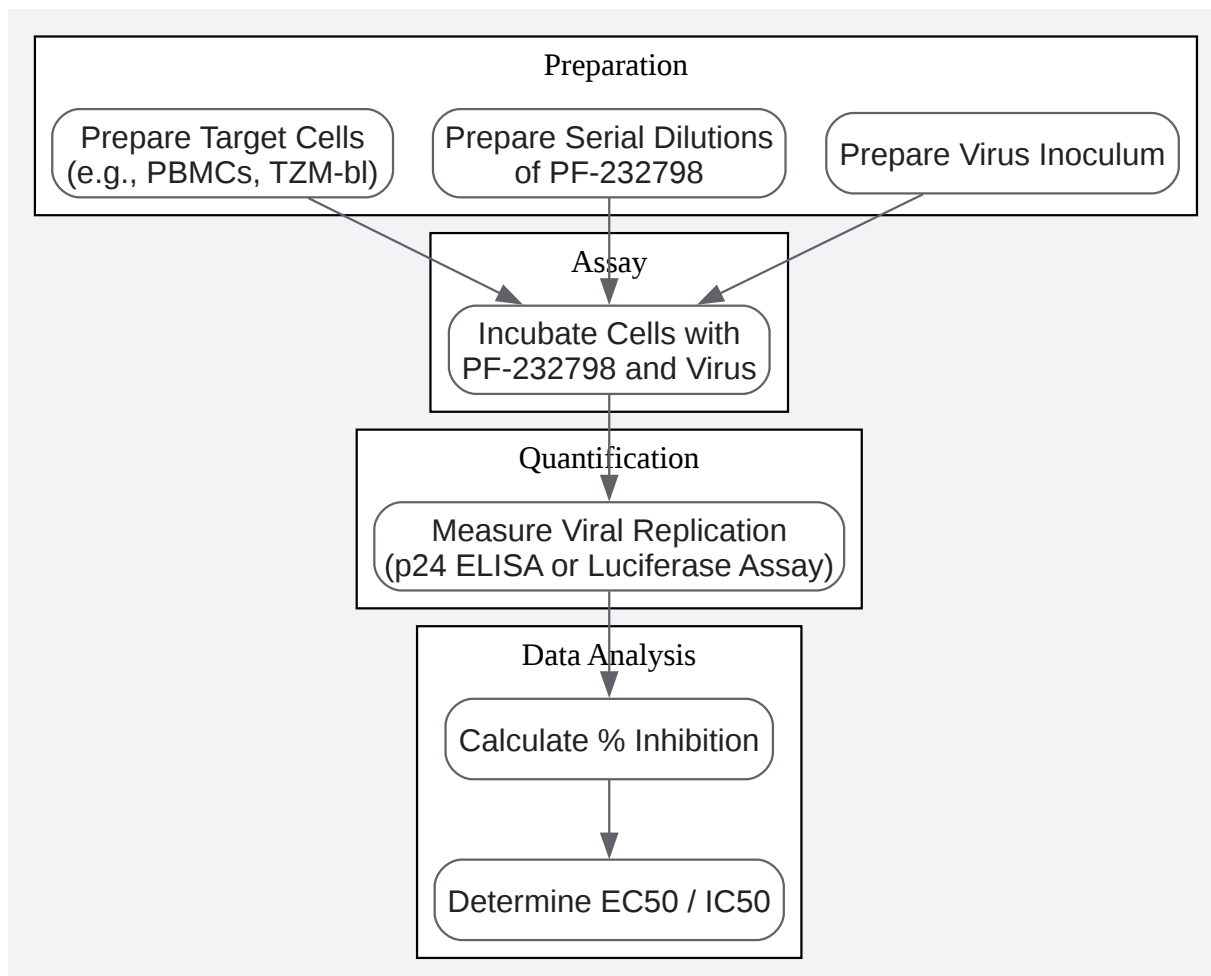 Preparation
Prepare Target Cells
(e.g., PBMCs, TZM-bl)
Prepare Serial Dilutions
of PF-232798
Prepare Virus Inoculum
Assay
Incubate Cells with
PF-232798 and Virus
Quantification
Measure Viral Replication
(p24 ELISA or Luciferase Assay)
Data Analysis
Calculate % Inhibition
Determine EC50 / IC50